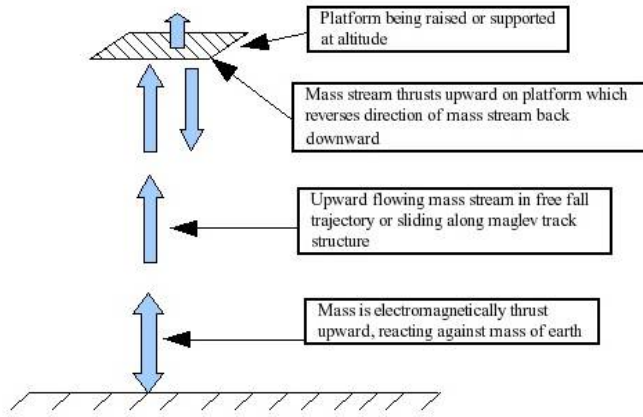 Platform being raised or supported
at altitude
Mass stream thrusts upward on platform which
reverses direction of mass stream back
downward
Upward flowing mass stream in free fall
trajectory or sliding along maglev track
structure
Mass is electromagnetically thrust
upward, reacting against mass of earth